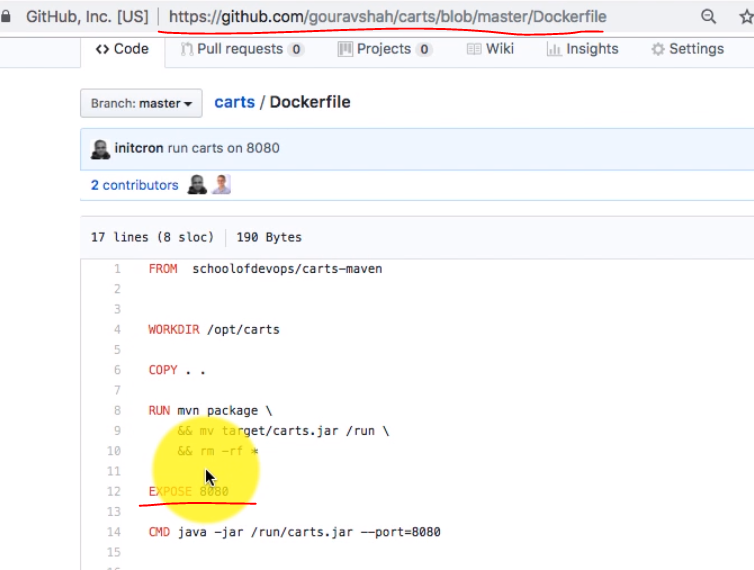 GitHub, Inc. [US] https://github.com/gouravshah/carts/blob/master/Dockerfile
Code Pull requests 0 Projects 0 Wiki Insights Settings
Branch: master carts / Dockerfile
initcron run carts on 8080
2 contributors
17 lines (8 sloc) 190 Bytes
1 FROM schoolofdevops/carts-maven
2
3
4 WORKDIR /opt/carts
5
6 COPY . .
7
8 RUN mvn package \
9 && mv target/carts.jar /run \
10 && rm -rf *
11
12 EXPOSE 8080
13
14 CMD java -jar /run/carts.jar --port=8080
15